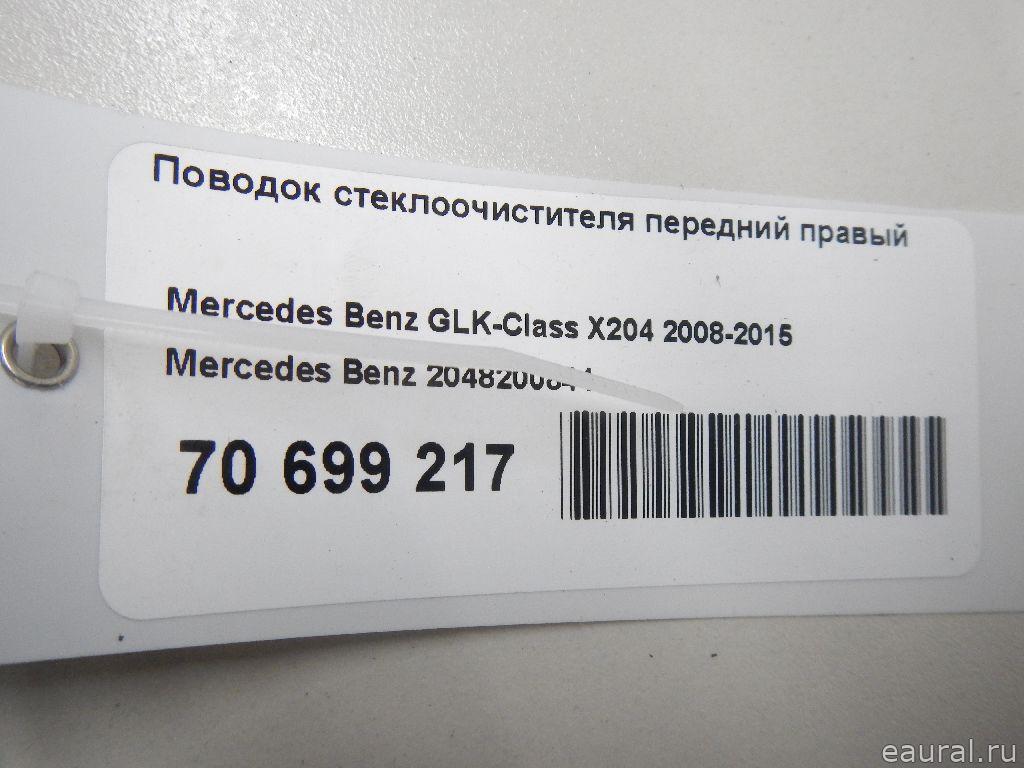 Поводок стеклоочистителя передний правый
Mercedes Benz GLK-Class X204 2008-2015
Mercedes Benz
70 699 217
eaural.ru